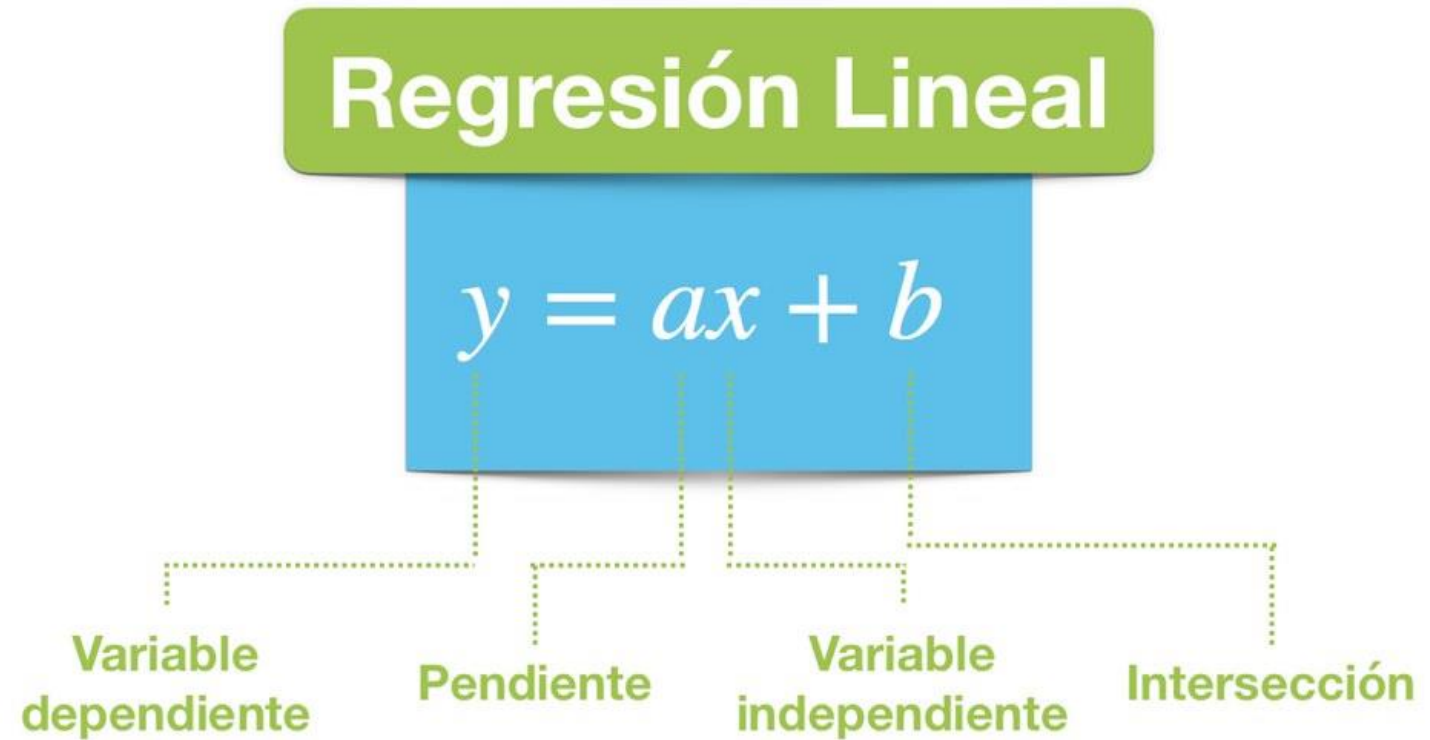 Regresión Lineal
y = ax + b
Variable
dependiente
Pendiente
Variable
independiente
Intersección